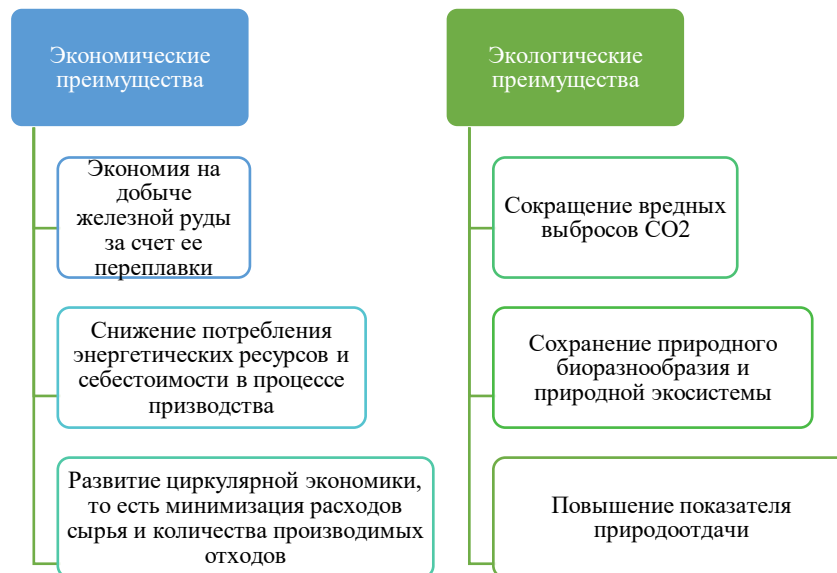 Экономические
преимущества
Экономия на
добыче
железной руды
за счет ее
переплавки
Снижение потребления
энергетических ресурсов и
себестоимости в процессе
призводства
Развитие циркулярной экономики,
то есть минимизация расходов
сырья и количества производимых
отходов
Экологические
преимущества
Сокращение вредных
выбросов СО2
Сохранение природного
биоразнообразия и
природной экосистемы
Повышение показателя
природоотдачи